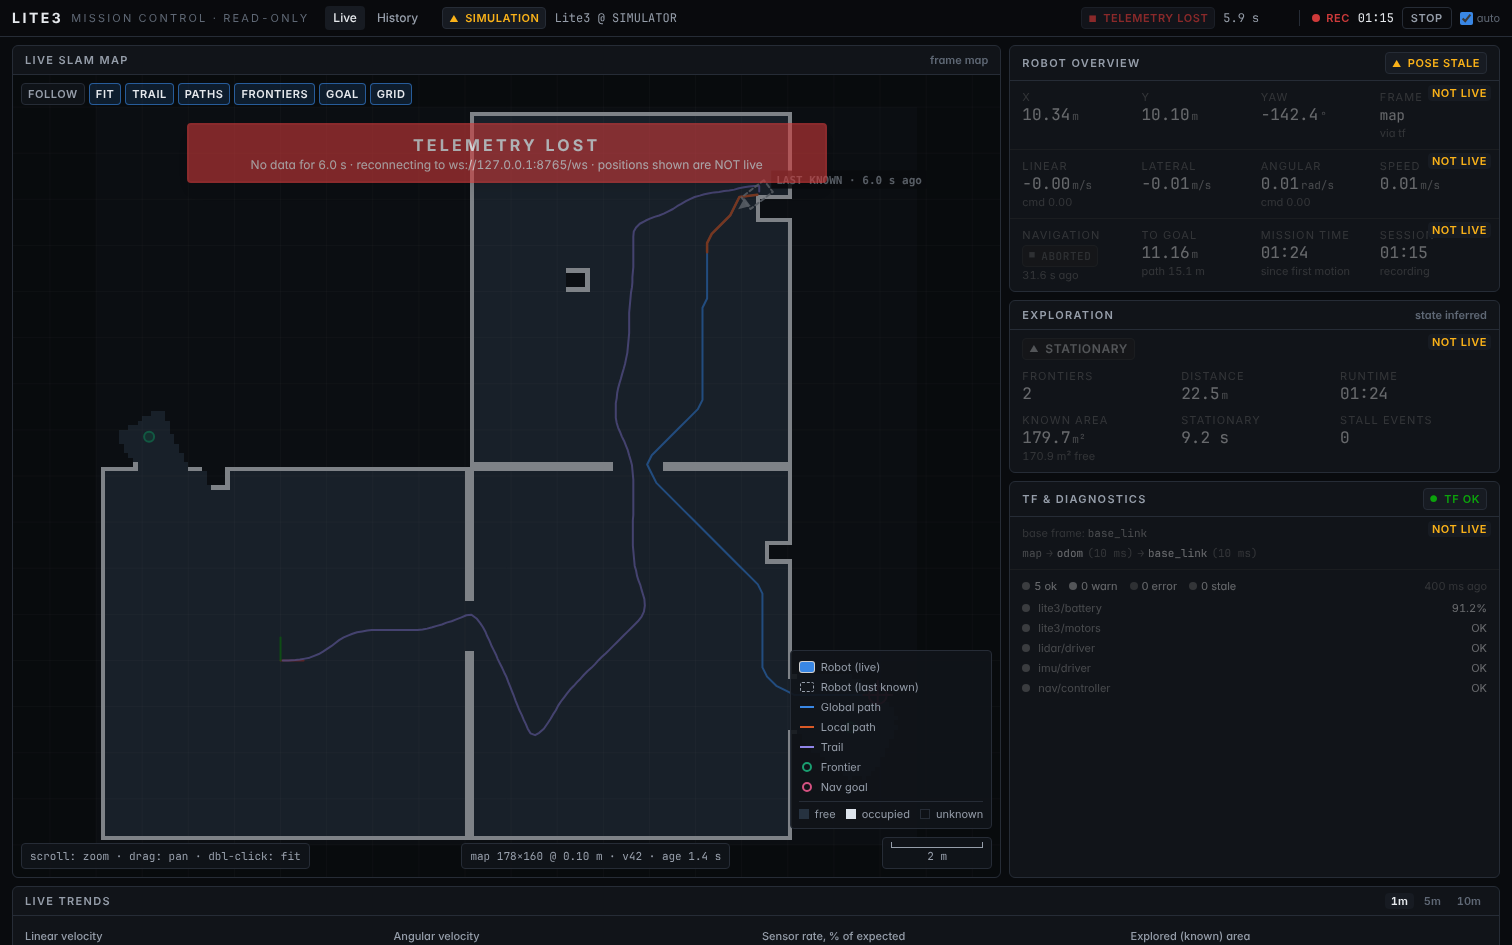 LITE3 MISSION CONTROL · READ-ONLY Live History SIMULATION Lite3 @ SIMULATOR TELEMETRY LOST 5.9 s REC 01:15 STOP auto
LIVE SLAM MAP frame map
FOLLOW FIT TRAIL PATHS FRONTIERS GOAL GRID
TELEMETRY LOST
No data for 6.0 s · reconnecting to ws://127.0.0.1:8765/ws · positions shown are NOT live
LAST KNOWN · 6.0 s ago
Robot (live)
Robot (last known)
Global path
Local path
Trail
Frontier
Nav goal
free occupied unknown
scroll: zoom · drag: pan · dbl-click: fit
map 178×160 @ 0.10 m · v42 · age 1.4 s
2 m
ROBOT OVERVIEW POSE STALE
NOT LIVE
X Y YAW FRAME
10.34 m 10.10 m -142.4 ° map
via tf
NOT LIVE
LINEAR LATERAL ANGULAR SPEED
-0.00 m/s -0.01 m/s 0.01 rad/s 0.01 m/s
cmd 0.00 cmd 0.00
NOT LIVE
NAVIGATION TO GOAL MISSION TIME SESSION
ABORTED 11.16 m 01:24 01:15
31.6 s ago path 15.1 m since first motion recording
EXPLORATION state inferred
NOT LIVE
STATIONARY
FRONTIERS DISTANCE RUNTIME
2 22.5 m 01:24
KNOWN AREA STATIONARY STALL EVENTS
179.7 m² 9.2 s 0
170.9 m² free
TF & DIAGNOSTICS TF OK
NOT LIVE
base frame: base_link
map → odom (10 ms) → base_link (10 ms)
5 ok 0 warn 0 error 0 stale 400 ms ago
lite3/battery 91.2%
lite3/motors OK
lidar/driver OK
imu/driver OK
nav/controller OK
LIVE TRENDS 1m 5m 10m
Linear velocity Angular velocity Sensor rate, % of expected Explored (known) area